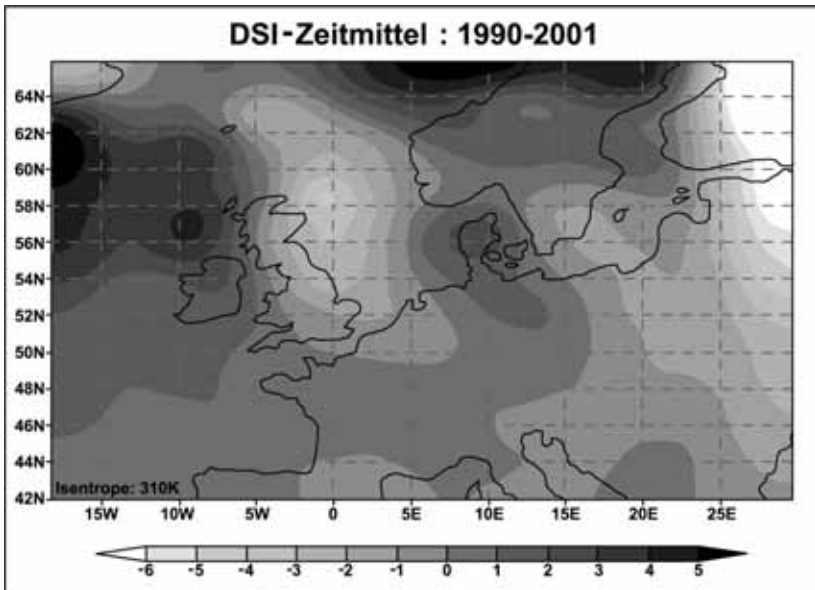 DSI-Zeitmittel : 1990-2001
64N
62N
60N
58N
56N
54N
52N
50N
48N
46N
44N
42N
Isentrope: 310K
15W 10W 5W 0 5E 10E 15E 20E 25E
-6 -5 -4 -3 -2 -1 0 1 2 3 4 5